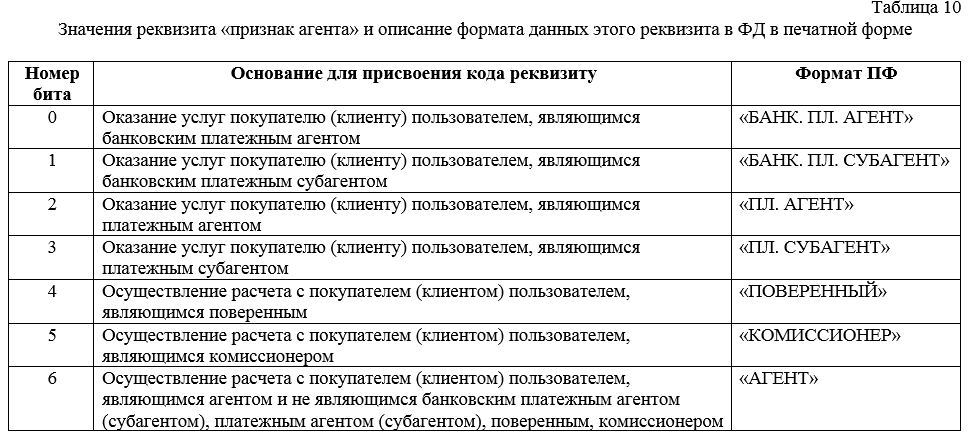 Таблица 10
Значения реквизита «признак агента» и описание формата данных этого реквизита в ФД в печатной форме
Номер бита
Основание для присвоения кода реквизиту
Формат ПФ
0
Оказание услуг покупателю (клиенту) пользователем, являющимся
банковским платежным агентом
«БАНК. ПЛ. АГЕНТ»
1
Оказание услуг покупателю (клиенту) пользователем, являющимся
банковским платежным субагентом
«БАНК. ПЛ. СУБАГЕНТ»
2
Оказание услуг покупателю (клиенту) пользователем, являющимся
платежным агентом
«ПЛ. АГЕНТ»
3
Оказание услуг покупателю (клиенту) пользователем, являющимся
платежным субагентом
«ПЛ. СУБАГЕНТ»
4
Осуществление расчета с покупателем (клиентом) пользователем,
являющимся поверенным
«ПОВЕРЕННЫЙ»
5
Осуществление расчета с покупателем (клиентом) пользователем,
являющимся комиссионером
«КОМИССИОНЕР»
6
Осуществление расчета с покупателем (клиентом) пользователем,
являющимся агентом и не являющимся банковским платежным агентом
(субагентом), платежным агентом (субагентом), поверенным, комиссионером
«АГЕНТ»